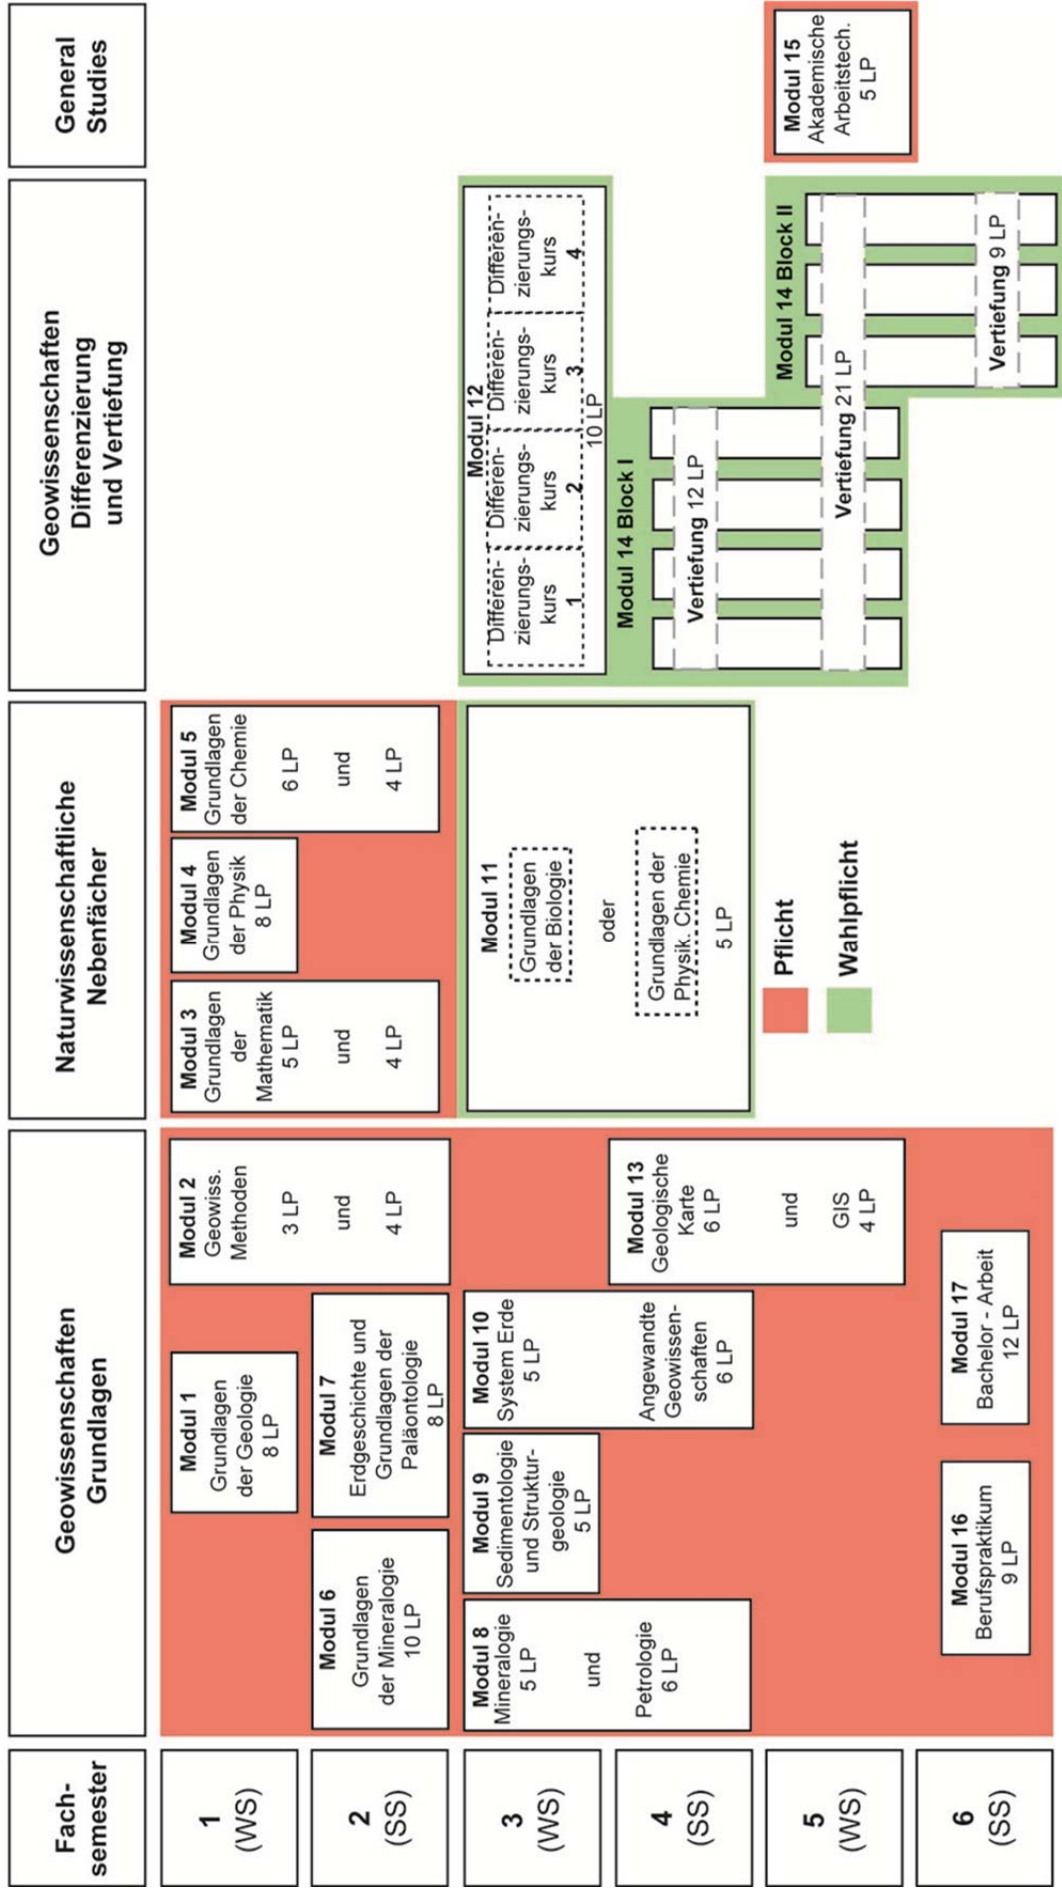 Fach-
semester
Geowissenschaften
Grundlagen
Naturwissenschaftliche
Nebenfächer
Geowissenschaften
Differenzierung
und Vertiefung
General
Studies
1
(WS)
Modul 1
Grundlagen
der Geologie
8 LP
Modul 2
Geowiss.
Methoden
3 LP
und
4 LP
Modul 3
Grundlagen
der
Mathematik
5 LP
und
4 LP
Modul 4
Grundlagen
der Physik
8 LP
Modul 5
Grundlagen
der Chemie
6 LP
und
4 LP
2
(SS)
Modul 6
Grundlagen
der Mineralogie
10 LP
Modul 7
Erdgeschichte und
Grundlagen der
Paläontologie
8 LP
3
(WS)
Modul 8
Mineralogie
5 LP
und
Petrologie
6 LP
Modul 9
Sedimentologie
und Struktur-
geologie
5 LP
Modul 10
System Erde
5 LP
Angewandte
Geowissen-
schaften
6 LP
Modul 11
Grundlagen
der Biologie
oder
Grundlagen der
Physik. Chemie
5 LP
Modul 12
Differen-
zierungs-
kurs
1
Differen-
zierungs-
kurs
2
Differen-
zierungs-
kurs
3
Differen-
zierungs-
kurs
4
10 LP
4
(SS)
Modul 13
Geologische
Karte
6 LP
und
GIS
4 LP
Modul 14 Block I
Vertiefung 12 LP
5
(WS)
Pflicht
Wahlpflicht
Modul 14 Block II
Vertiefung 21 LP
Vertiefung 9 LP
Modul 15
Akademische
Arbeitstech.
5 LP
6
(SS)
Modul 16
Berufspraktikum
9 LP
Modul 17
Bachelor - Arbeit
12 LP